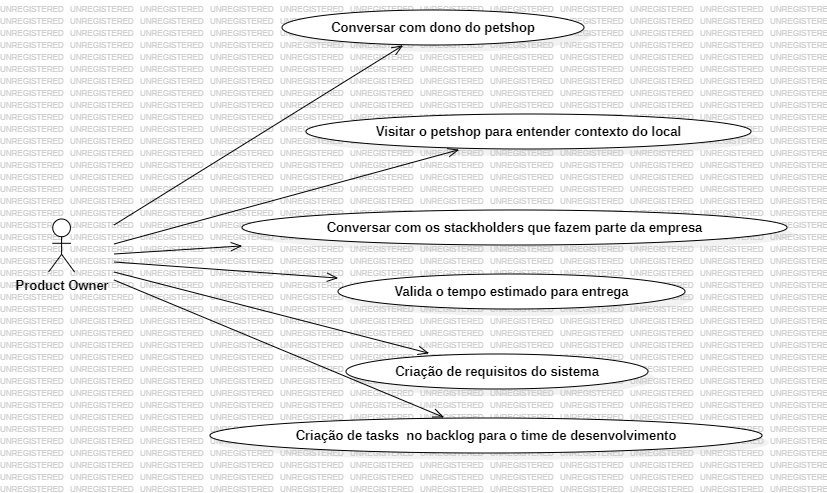 Conversar com dono do petshop
Visitar o petshop para entender contexto do local
Conversar com os stackholders que fazem parte da empresa
Product Owner
Valida o tempo estimado para entrega
Criação de requisitos do sistema
Criação de tasks  no backlog para o time de desenvolvimento
UNREGISTERED